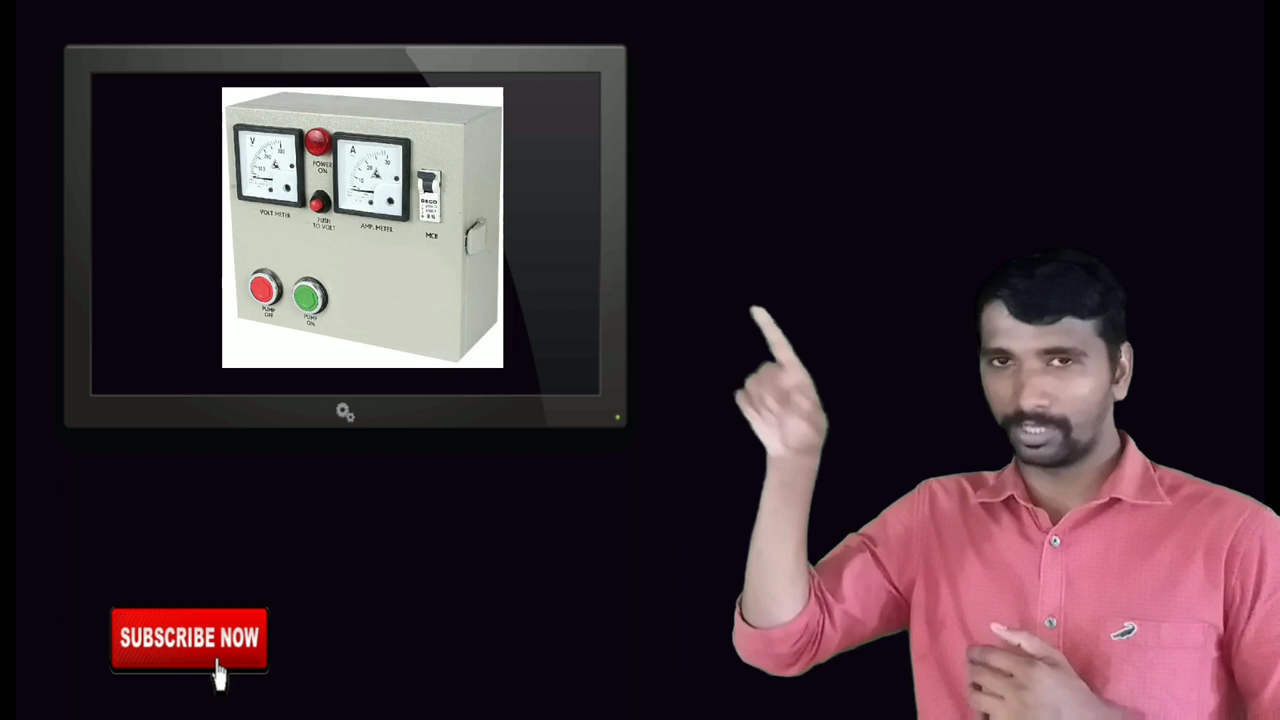 V
A
POWER
ON
VOLT METER
PUSH
TO VOLT
AMP. METER
MCB
PUMP
OFF
PUMP
ON
SUBSCRIBE NOW